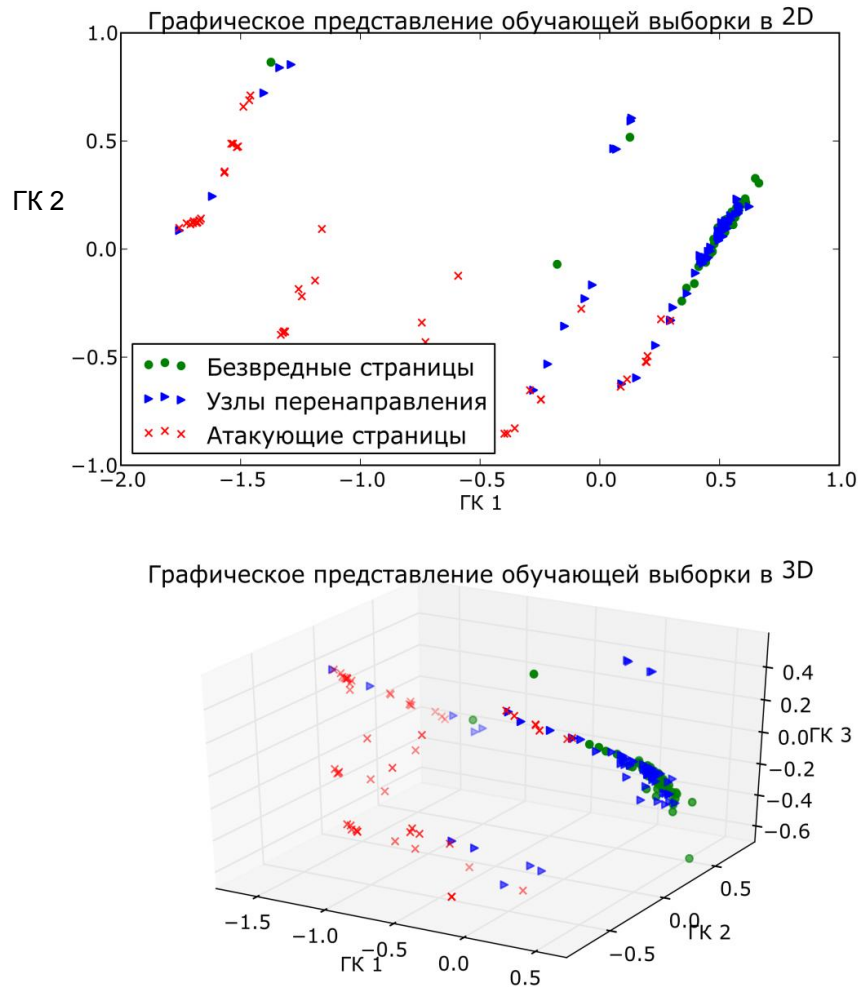 Графическое представление обучающей выборки в 2D
1.0
0.5
ГК 2
0.0
−0.5
−1.0
Безвредные страницы
Узлы перенаправления
Атакующие страницы
−2.0 −1.5 −1.0 −0.5 0.0 0.5 1.0
ГК 1
Графическое представление обучающей выборки в 3D
0.4
0.2
0.0 ГК 3
−0.2
−0.4
−0.6
0.5
0.0
ГК 2
−0.5
−1.5
−1.0
−0.5
0.0
0.5
ГК 1